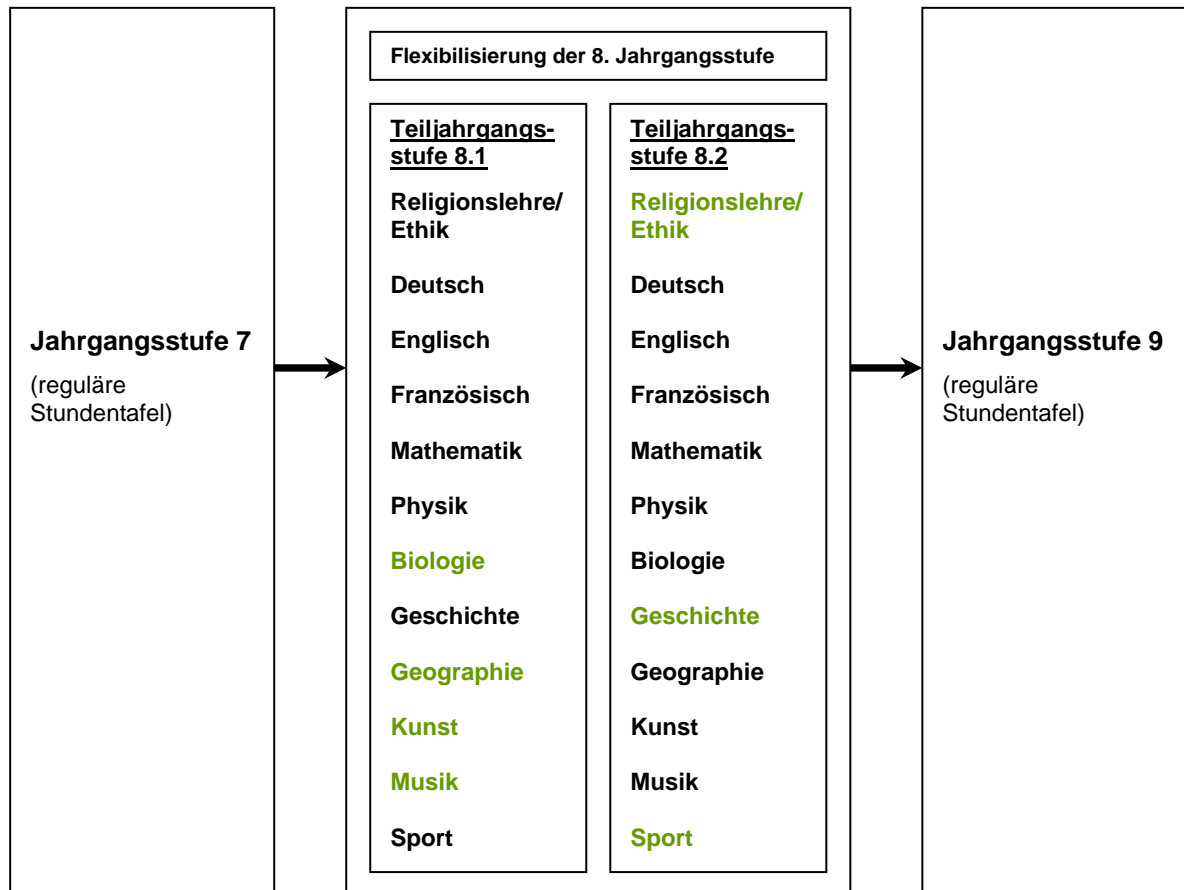 Flexibilisierung der 8. Jahrgangsstufe
Jahrgangsstufe 7
(reguläre
Stundentafel)
Teiljahrgangs-
stufe 8.1
Religionslehre/
Ethik
Deutsch
Englisch
Französisch
Mathematik
Physik
Biologie
Geschichte
Geographie
Kunst
Musik
Sport
Teiljahrgangs-
stufe 8.2
Religionslehre/
Ethik
Deutsch
Englisch
Französisch
Mathematik
Physik
Biologie
Geschichte
Geographie
Kunst
Musik
Sport
Jahrgangsstufe 9
(reguläre
Stundentafel)